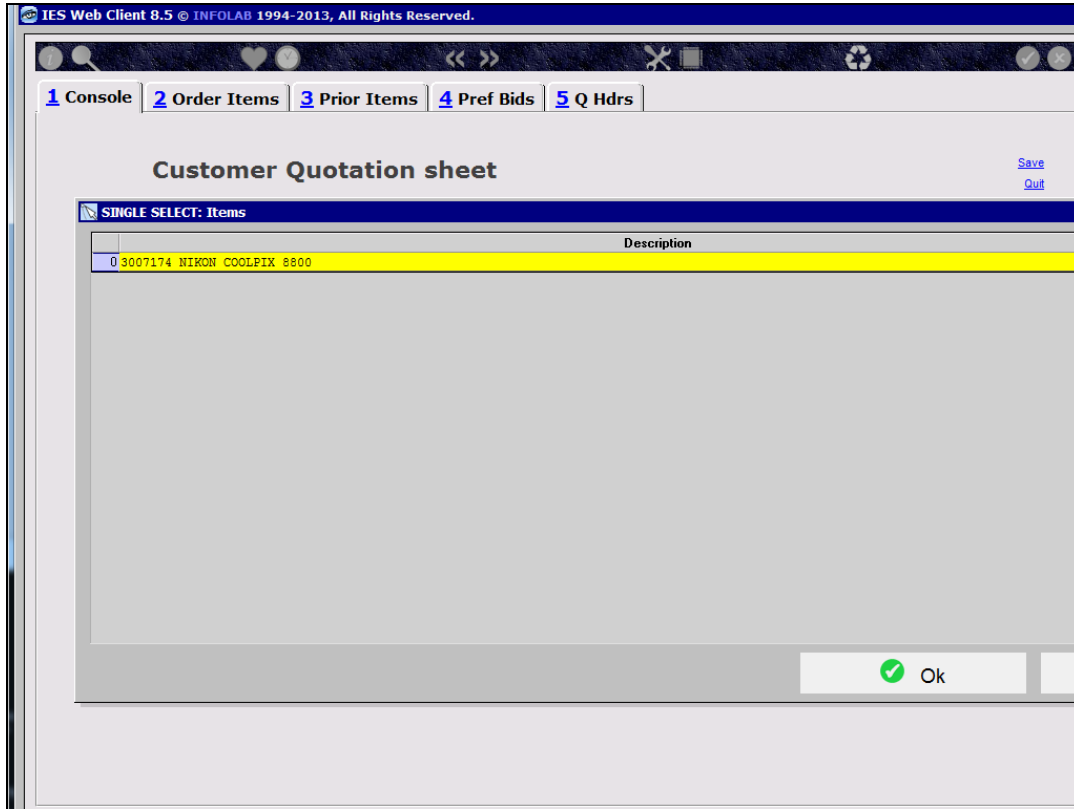 IES Web Client 8.5 © INFOLAB 1994-2013, All Rights Reserved.
1 Console 2 Order Items 3 Prior Items 4 Pref Bids 5 Q Hdrs
Customer Quotation sheet
Save
Quit
SINGLE SELECT: Items
Description
0 3007174 NIKON COOLPIX 8800
Ok